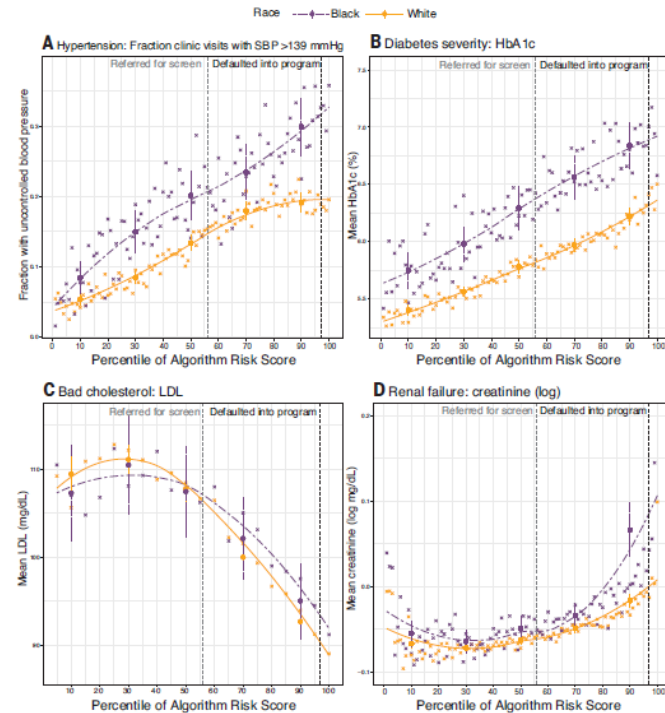 Race Black White
A Hypertension: Fraction clinic visits with SBP >139 mmHg
Referred for screen Defaulted into program
Fraction with uncontrolled blood pressure
0.3
0.2
0.1
0.0
0 10 20 30 40 50 60 70 80 90 100
Percentile of Algorithm Risk Score
B Diabetes severity: HbA1c
Referred for screen Defaulted into program
Mean HbA1c (%)
7.5
7.0
6.5
6.0
5.5
0 10 20 30 40 50 60 70 80 90 100
Percentile of Algorithm Risk Score
C Bad cholesterol: LDL
Referred for screen Defaulted into program
Mean LDL (mg/dL)
110
100
90
10 20 30 40 50 60 70 80 90 100
Percentile of Algorithm Risk Score
D Renal failure: creatinine (log)
Referred for screen Defaulted into program
Mean creatinine (log mg/dL)
0.2
0.1
0.0
−0.1
0 10 20 30 40 50 60 70 80 90 100
Percentile of Algorithm Risk Score